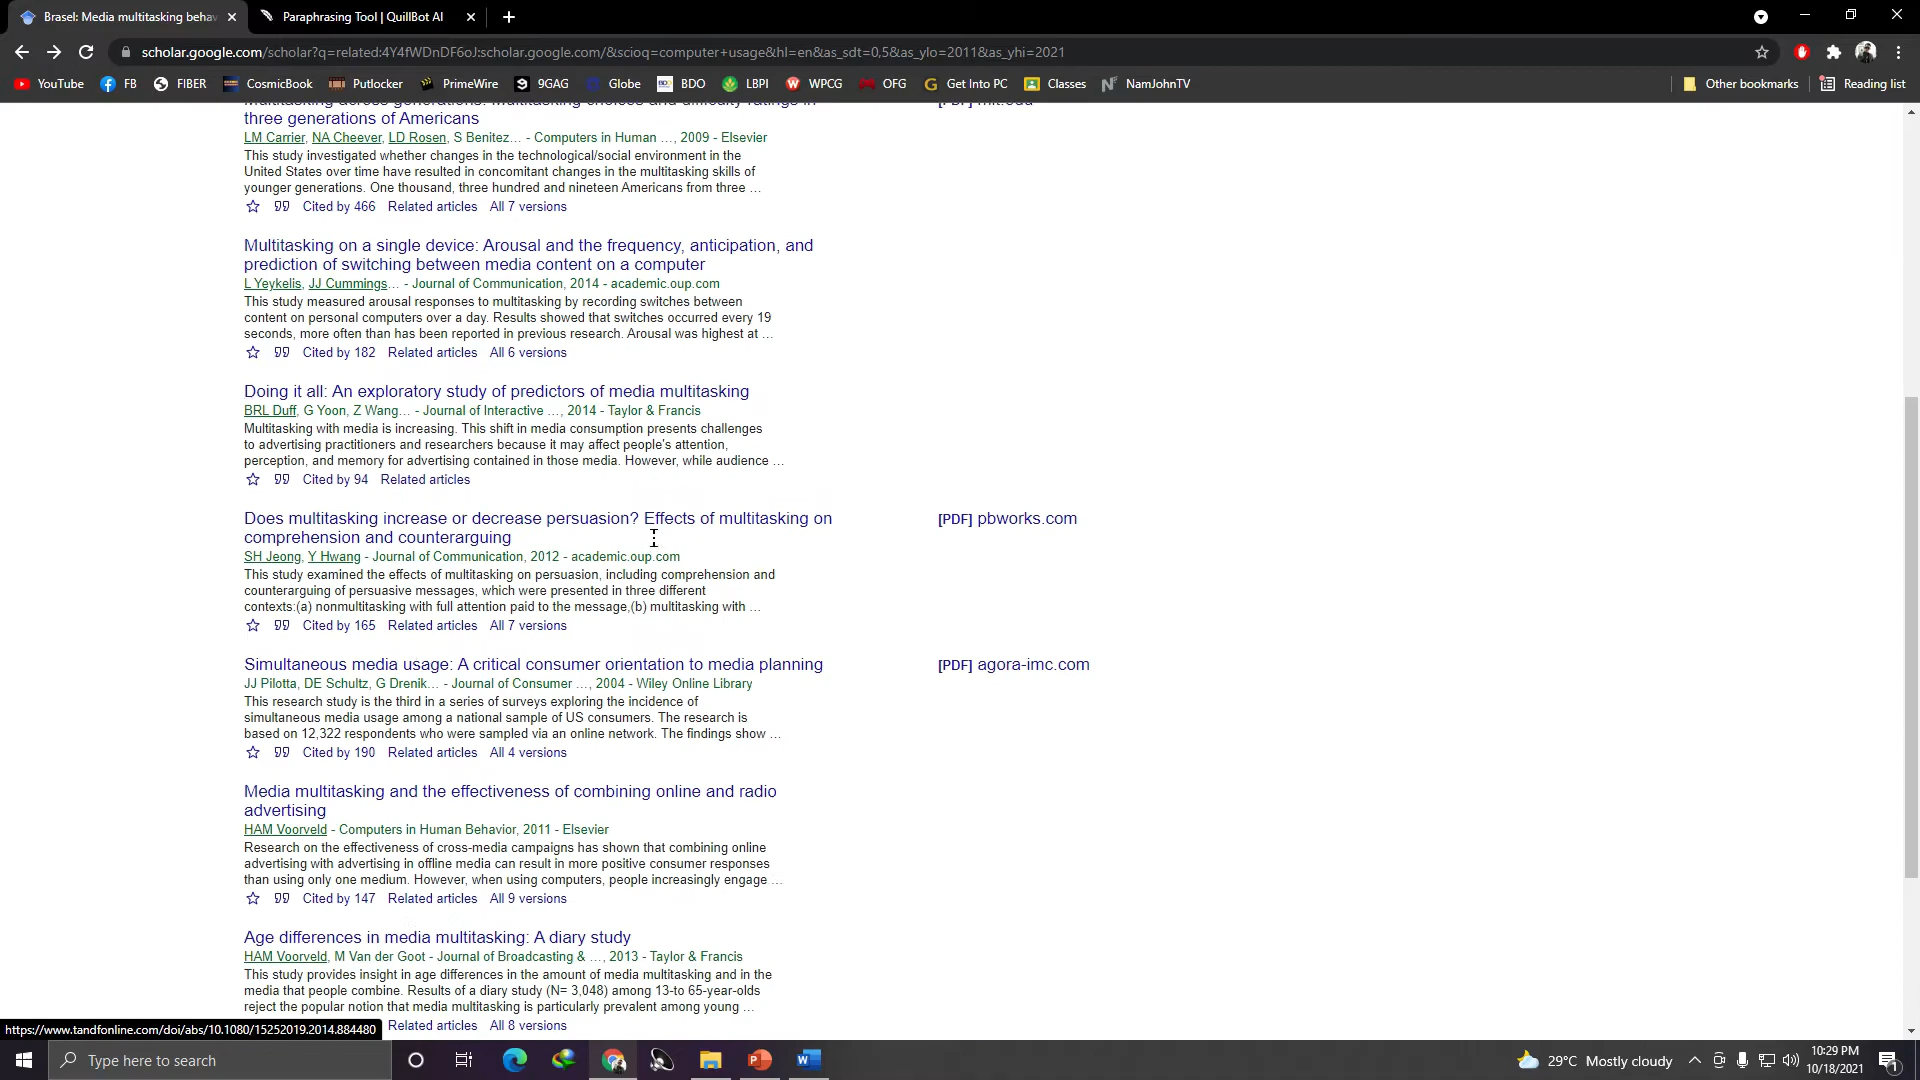 Brasel: Media multitasking behav
Paraphrasing Tool | QuillBot AI
scholar.google.com/scholar?q=related:4Y4fWDnDF6oJ:scholar.google.com/&scioq=computer+usage&hl=en&as_sdt=0,5&as_ylo=2011&as_yhi=2021
YouTube FB FIBER CosmicBook Putlocker PrimeWire 9GAG Globe BDO LBPI WPCG OFG Get Into PC Classes NamJohnTV Other bookmarks Reading list
Multitasking across generations: Multitasking choices and difficulty ratings in
three generations of Americans
[PDF] mit.edu
LM Carrier, NA Cheever, LD Rosen, S Benitez… - Computers in Human …, 2009 - Elsevier
This study investigated whether changes in the technological/social environment in the
United States over time have resulted in concomitant changes in the multitasking skills of
younger generations. One thousand, three hundred and nineteen Americans from three …
Cited by 466 Related articles All 7 versions
Multitasking on a single device: Arousal and the frequency, anticipation, and
prediction of switching between media content on a computer
L Yeykelis, JJ Cummings… - Journal of Communication, 2014 - academic.oup.com
This study measured arousal responses to multitasking by recording switches between
content on personal computers over a day. Results showed that switches occurred every 19
seconds, more often than has been reported in previous research. Arousal was highest at …
Cited by 182 Related articles All 6 versions
Doing it all: An exploratory study of predictors of media multitasking
BRL Duff, G Yoon, Z Wang… - Journal of Interactive …, 2014 - Taylor & Francis
Multitasking with media is increasing. This shift in media consumption presents challenges
to advertising practitioners and researchers because it may affect people's attention,
perception, and memory for advertising contained in those media. However, while audience …
Cited by 94 Related articles
Does multitasking increase or decrease persuasion? Effects of multitasking on
comprehension and counterarguing
[PDF] pbworks.com
SH Jeong, Y Hwang - Journal of Communication, 2012 - academic.oup.com
This study examined the effects of multitasking on persuasion, including comprehension and
counterarguing of persuasive messages, which were presented in three different
contexts:(a) nonmultitasking with full attention paid to the message,(b) multitasking with …
Cited by 165 Related articles All 7 versions
Simultaneous media usage: A critical consumer orientation to media planning
[PDF] agora-imc.com
JJ Pilotta, DE Schultz, G Drenik… - Journal of Consumer …, 2004 - Wiley Online Library
This research study is the third in a series of surveys exploring the incidence of
simultaneous media usage among a national sample of US consumers. The research is
based on 12,322 respondents who were sampled via an online network. The findings show …
Cited by 190 Related articles All 4 versions
Media multitasking and the effectiveness of combining online and radio
advertising
HAM Voorveld - Computers in Human Behavior, 2011 - Elsevier
Research on the effectiveness of cross-media campaigns has shown that combining online
advertising with advertising in offline media can result in more positive consumer responses
than using only one medium. However, when using computers, people increasingly engage …
Cited by 147 Related articles All 9 versions
Age differences in media multitasking: A diary study
HAM Voorveld, M Van der Goot - Journal of Broadcasting & …, 2013 - Taylor & Francis
This study provides insight in age differences in the amount of media multitasking and in the
media that people combine. Results of a diary study (N= 3,048) among 13-to 65-year-olds
reject the popular notion that media multitasking is particularly prevalent among young …
https://www.tandfonline.com/doi/abs/10.1080/15252019.2014.884480
Related articles All 8 versions
Type here to search
29°C Mostly cloudy
10:29 PM
10/18/2021
1